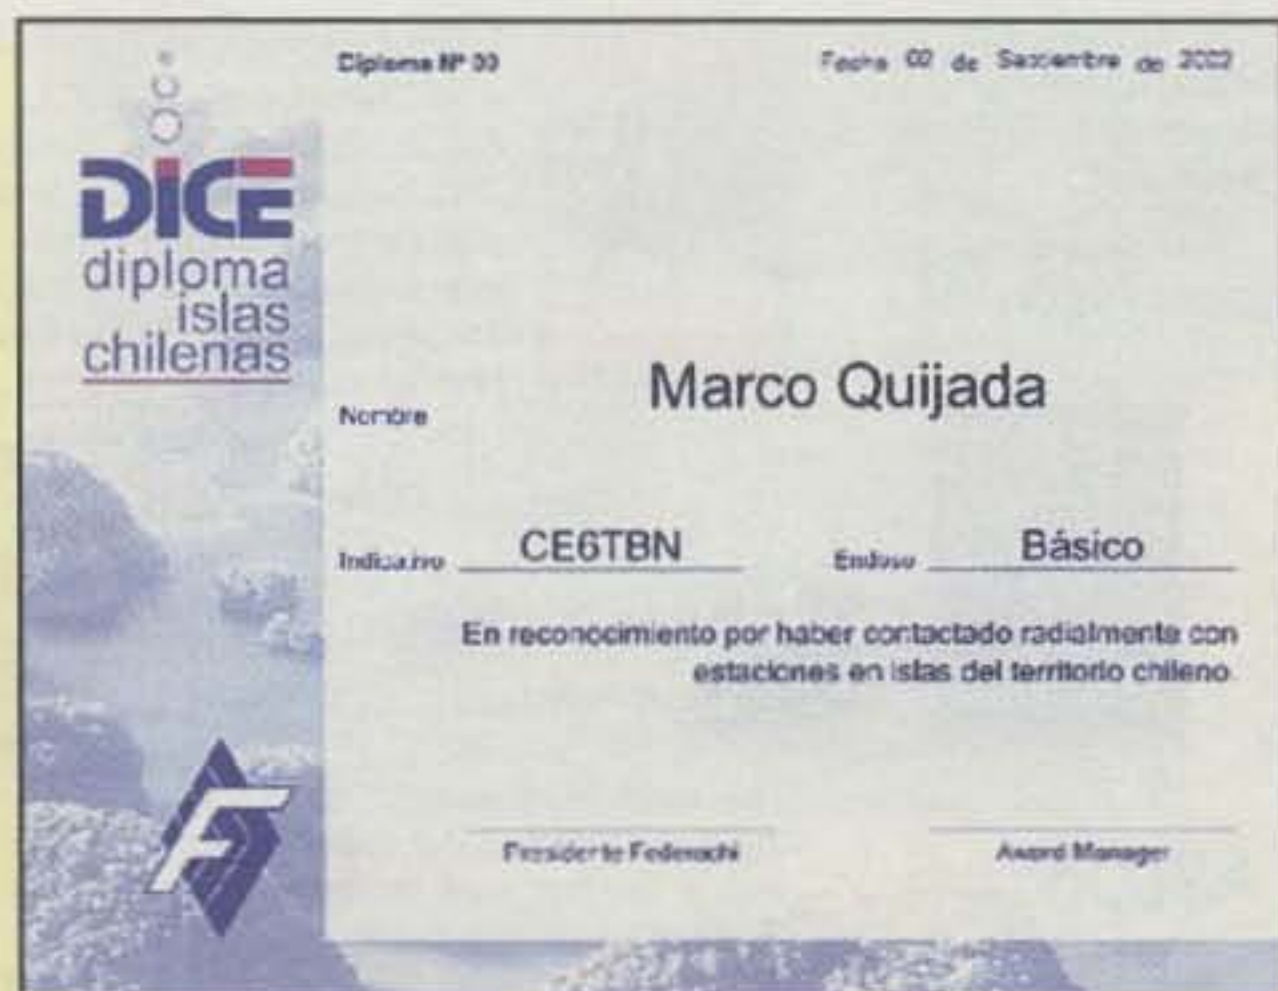 Diploma Nº 00
Fecha 00 de Septiembre de 2002
DICE
diploma
islas
chilenas
Nombre Marco Quijada
Indicativo CE6TBN Endoso Básico
En reconocimiento por haber contactado radialmente con
estaciones en islas del territorio chileno.
Presidente Federachi Award Manager
F